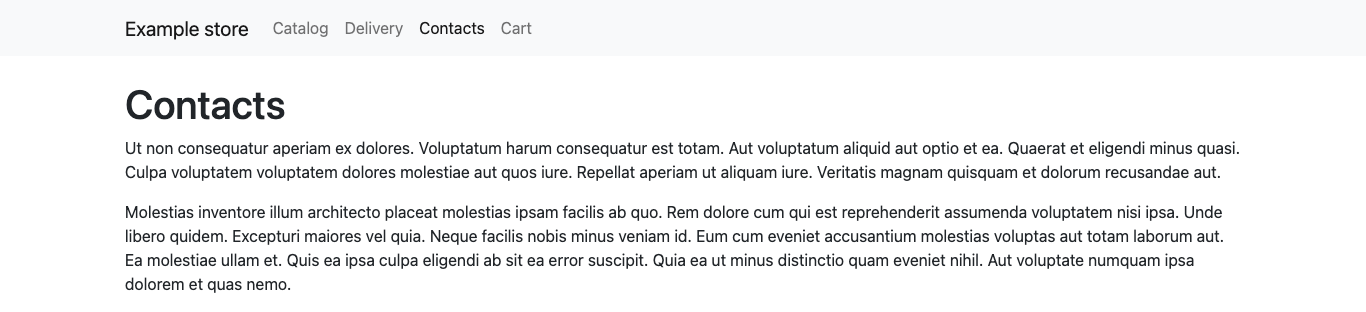 Example store Catalog Delivery Contacts Cart
Contacts
Ut non consequatur aperiam ex dolores. Voluptatum harum consequatur est totam. Aut voluptatum aliquid aut optio et ea. Quaerat et eligendi minus quasi.
Culpa voluptatem voluptatem dolores molestiae aut quos iure. Repellat aperiam ut aliquam iure. Veritatis magnam quisquam et dolorum recusandae aut.
Molestias inventore illum architecto placeat molestias ipsam facilis ab quo. Rem dolore cum qui est reprehenderit assumenda voluptatem nisi ipsa. Unde
libero quidem. Excepturi maiores vel quia. Neque facilis nobis minus veniam id. Eum cum eveniet accusantium molestias voluptas aut totam laborum aut.
Ea molestiae ullam et. Quis ea ipsa culpa eligendi ab sit ea error suscipit. Quia ea ut minus distinctio quam eveniet nihil. Aut voluptate numquam ipsa
dolorem et quas nemo.